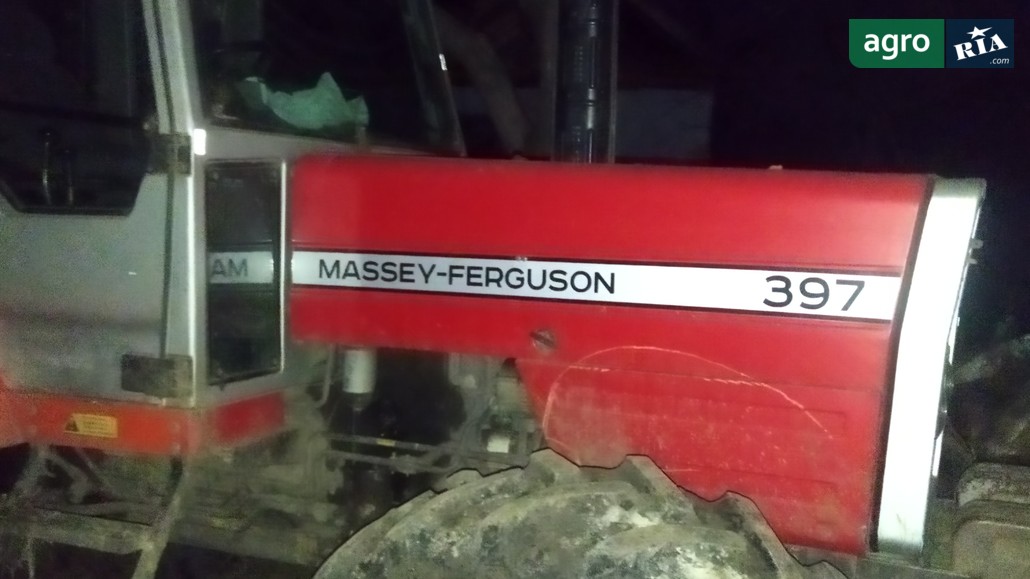 agro RIA
.com
AM MASSEY-FERGUSON 397